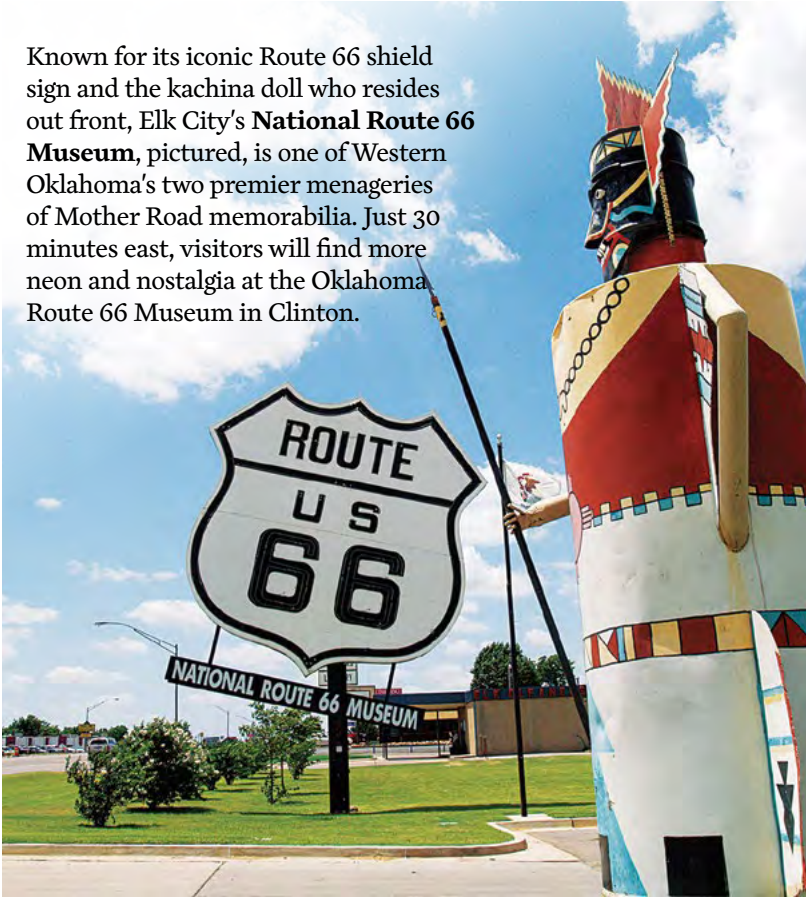 Known for its iconic Route 66 shield
sign and the kachina doll who resides
out front, Elk City's National Route 66
Museum, pictured, is one of Western
Oklahoma's two premier menageries
of Mother Road memorabilia. Just 30
minutes east, visitors will find more
neon and nostalgia at the Oklahoma
Route 66 Museum in Clinton.
ROUTE
US
66
NATIONAL ROUTE 66 MUSEUM